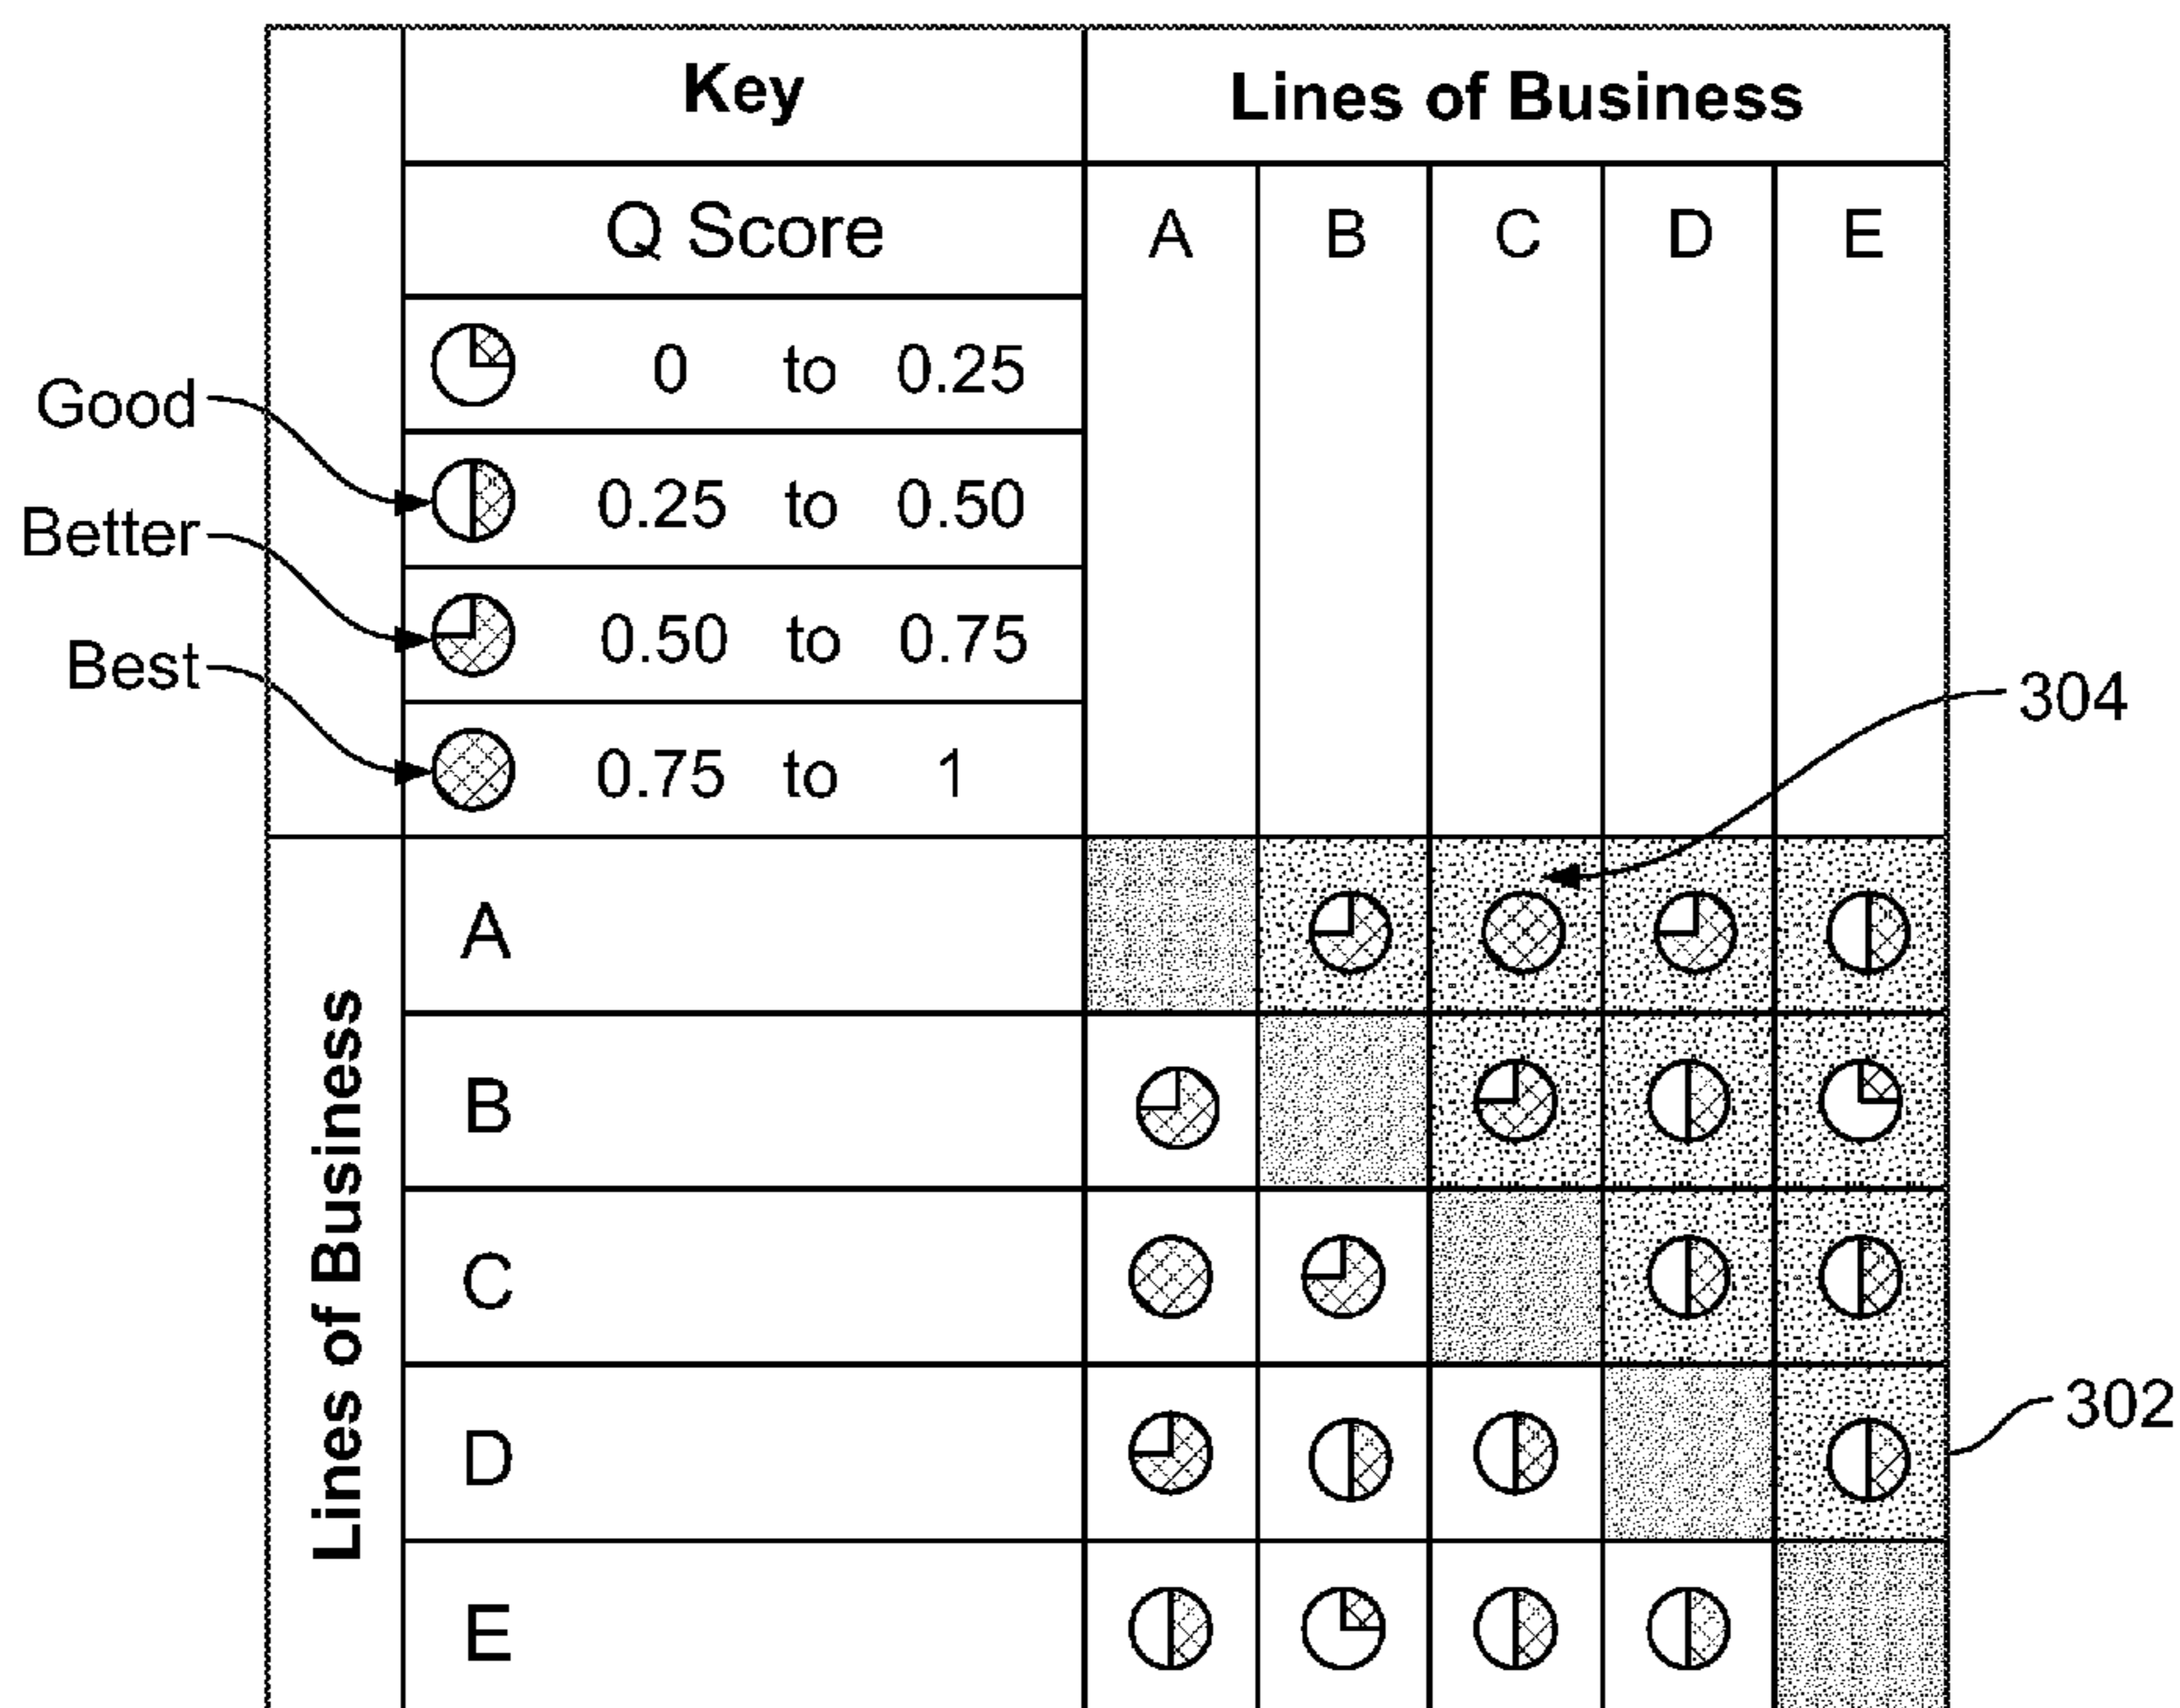 Key Lines of Business
Q Score A B C D E
0 to 0.25
Good
0.25 to 0.50
Better
0.50 to 0.75
Best
304
0.75 to 1
Lines of Business
A
B
C
D
302
E